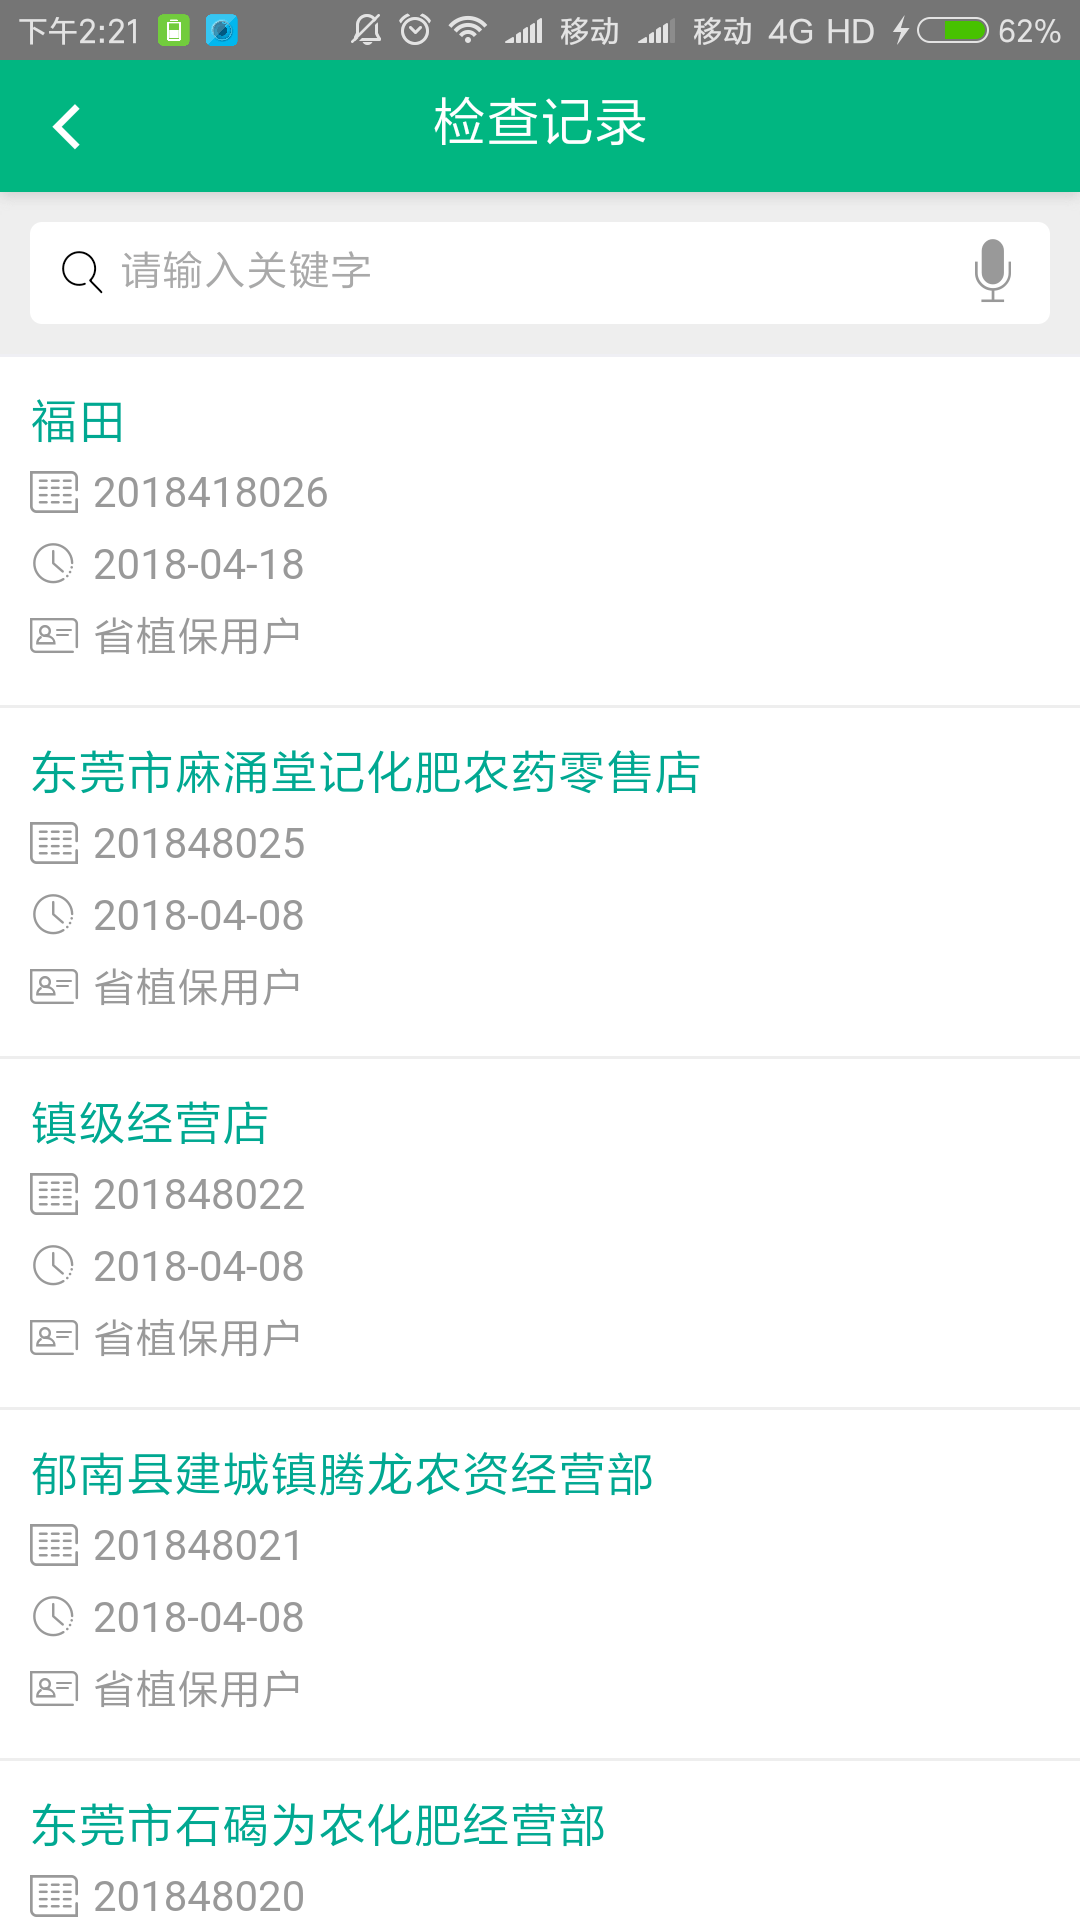 下午2:21 移动 移动 4G HD 62%
检查记录
请输入关键字
福田
2018418026
2018-04-18
省植保用户
东莞市麻涌堂记化肥农药零售店
201848025
2018-04-08
省植保用户
镇级经营店
201848022
2018-04-08
省植保用户
郁南县建城镇腾龙农资经营部
201848021
2018-04-08
省植保用户
东莞市石碣为农化肥经营部
201848020